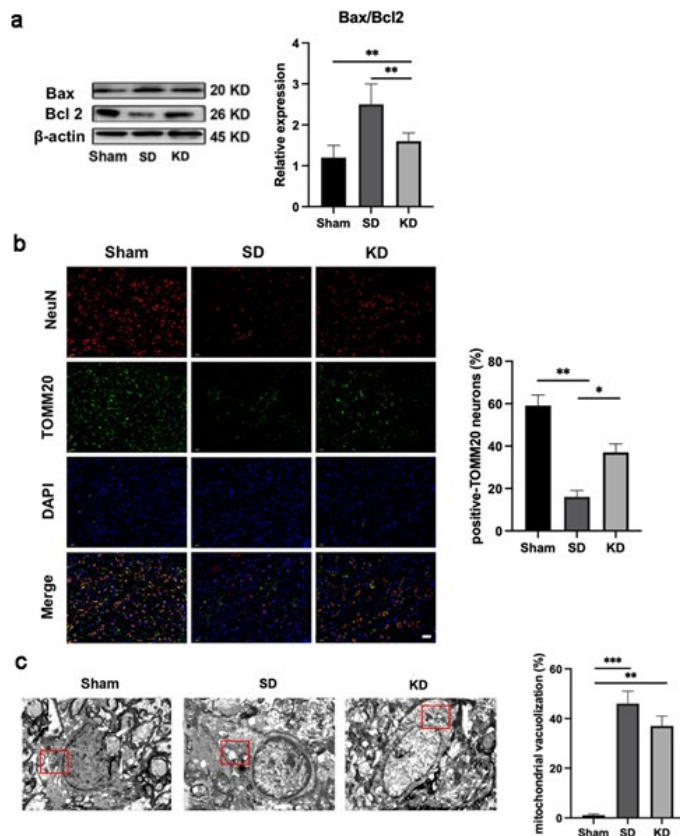 a
Bax 20 KD
Bcl 2 26 KD
β-actin 45 KD
Sham SD KD
Bax/Bcl2
Relative expression
4
3
2
1
0
**
**
Sham SD KD
b
Sham SD KD
NeuN
TOMM20
DAPI
Merge
positive-TOMM20 neurons (%)
80
60
40
20
0
**
*
Sham SD KD
c
Sham SD KD
mitochondrial vacuolization (%)
60
40
20
0
***
**
Sham SD KD